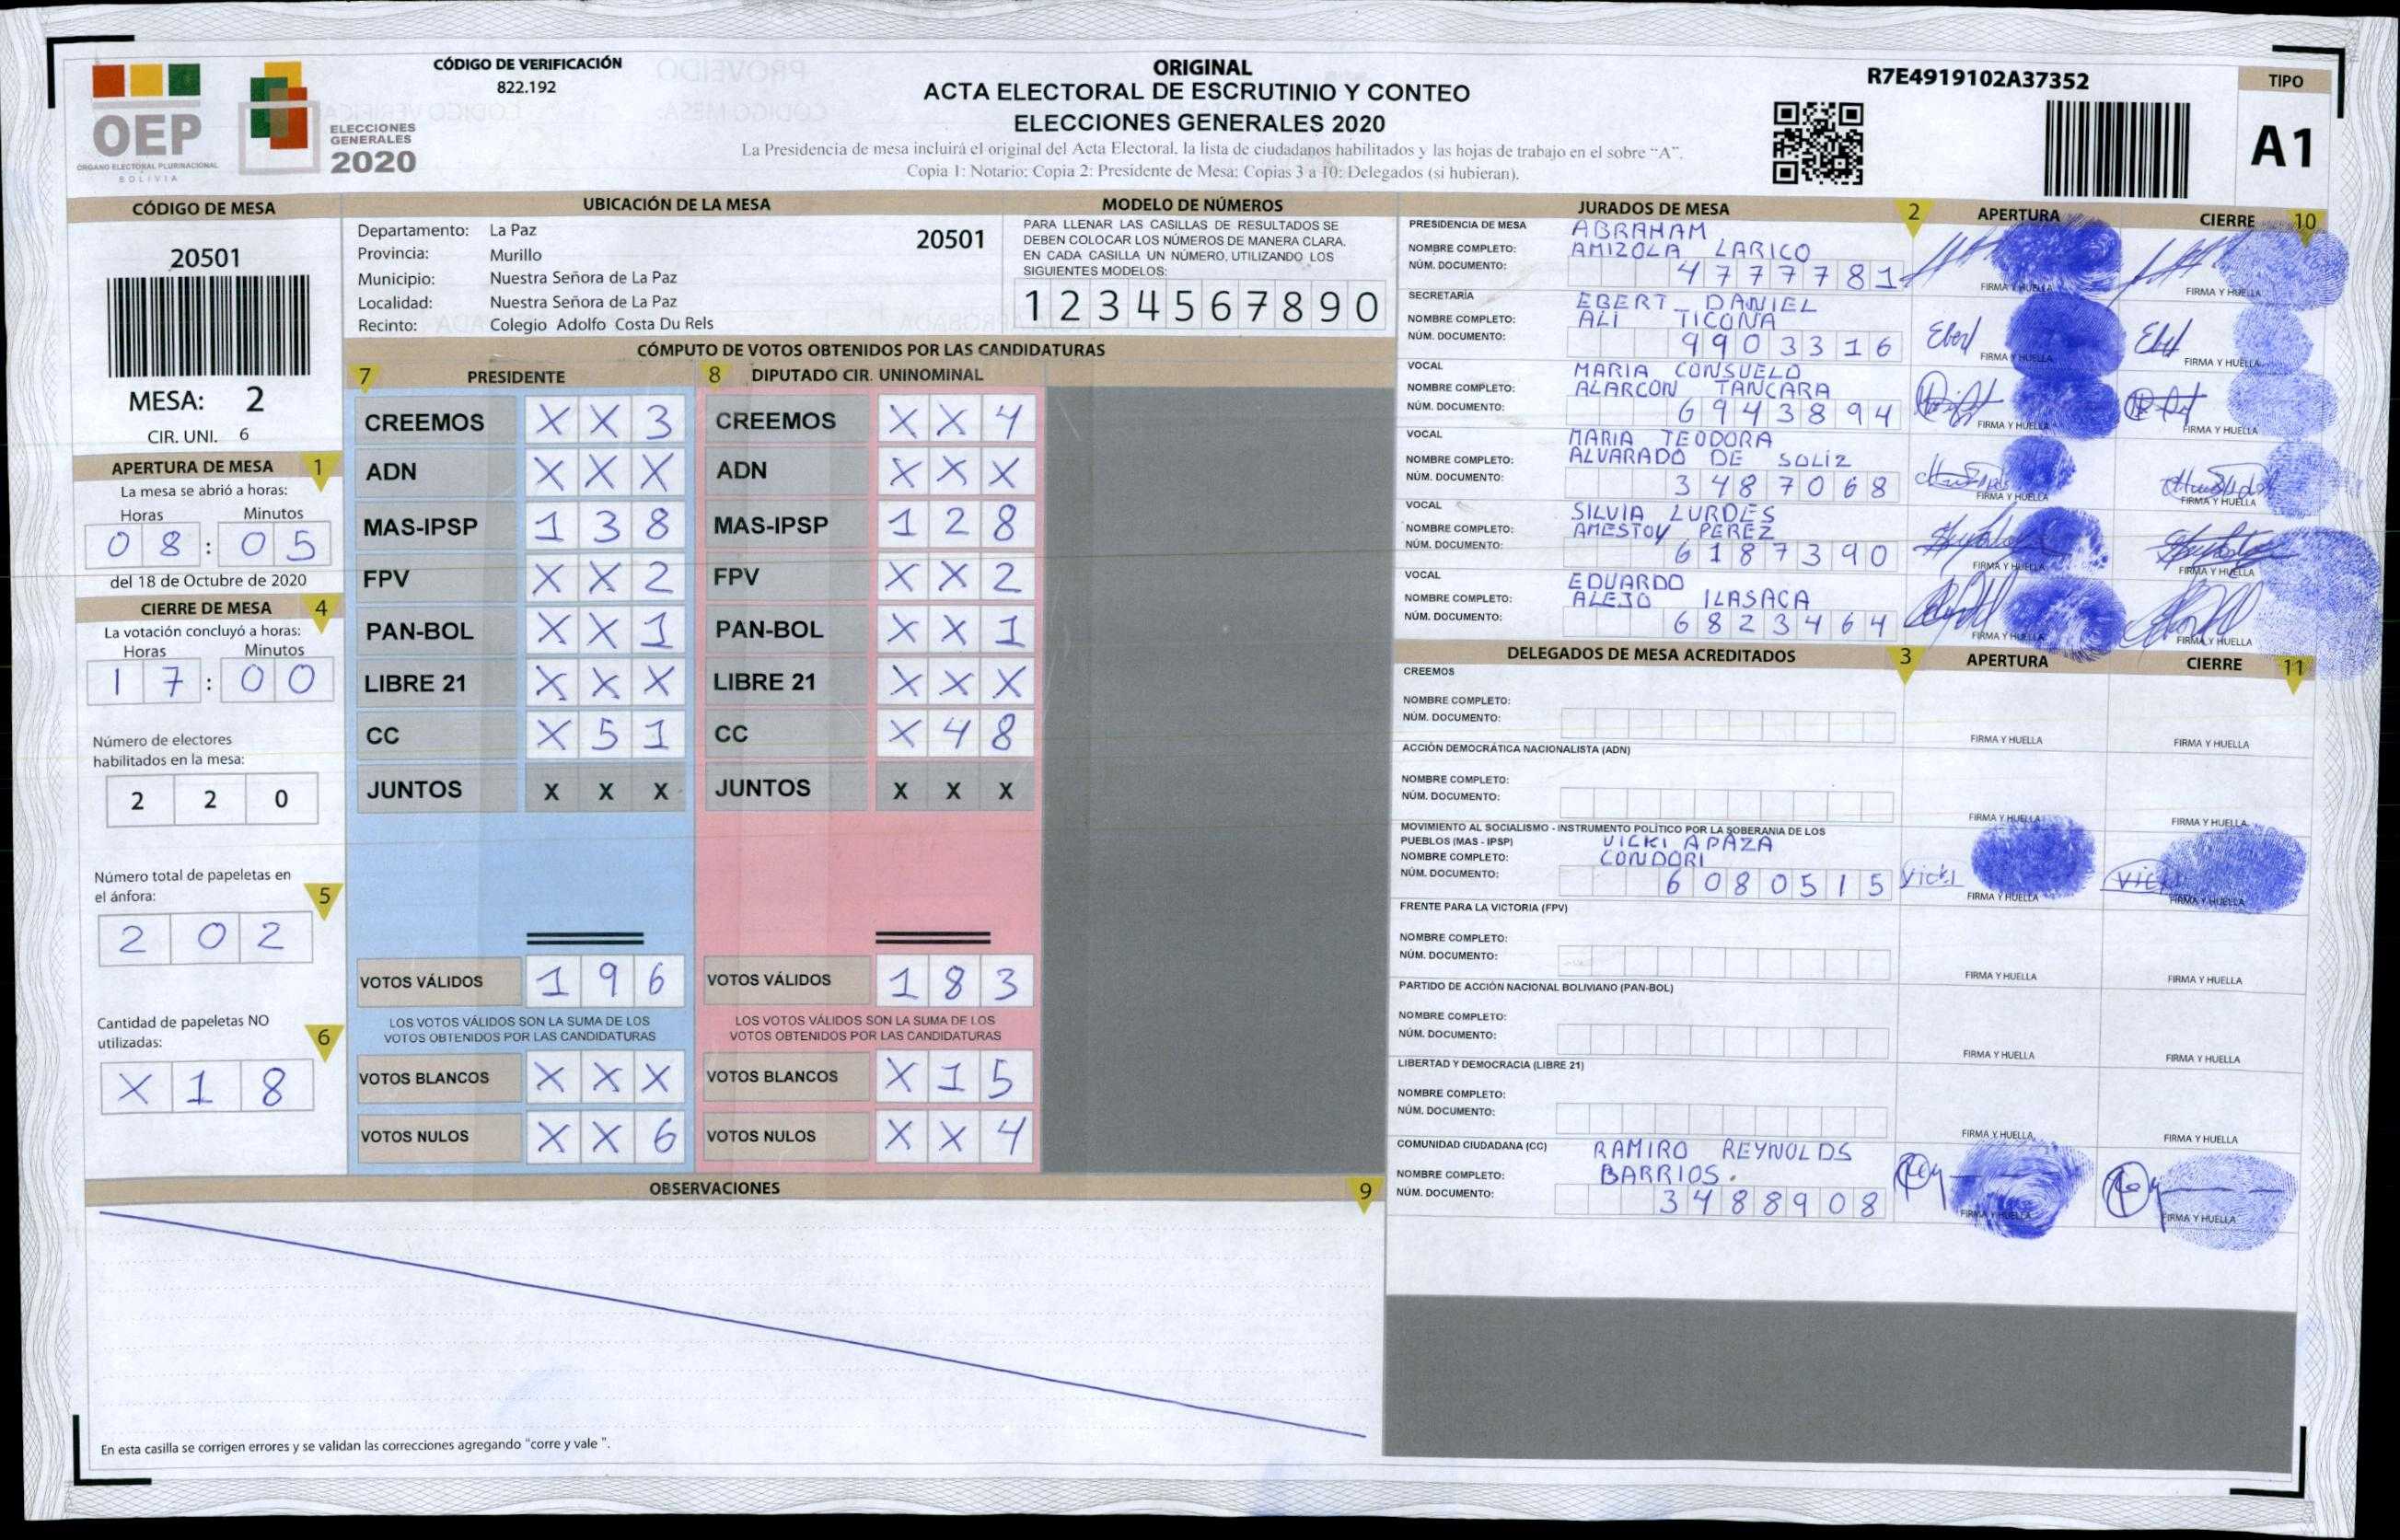 OEP
ÓRGANO ELECTORAL PLURINACIONAL
BOLIVIA
ELECCIONES
GENERALES
2020
CÓDIGO DE VERIFICACIÓN
822.192
ORIGINAL
ACTA ELECTORAL DE ESCRUTINIO Y CONTEO
ELECCIONES GENERALES 2020
La Presidencia de mesa incluirá el original del Acta Electoral, la lista de ciudadanos habilitados y las hojas de trabajo en el sobre "A".
Copia 1: Notario; Copia 2: Presidente de Mesa; Copias 3 a 10: Delegados (si hubieran).
R7E4919102A37352
TIPO
A1
CÓDIGO DE MESA
20501
MESA: 2
CIR. UNI. 6
APERTURA DE MESA 1
La mesa se abrió a horas:
Horas Minutos
08:05
del 18 de Octubre de 2020
CIERRE DE MESA 4
La votación concluyó a horas:
Horas Minutos
17:00
Número de electores
habilitados en la mesa:
2 2 0
Número total de papeletas en
el ánfora: 5
2 0 2
Cantidad de papeletas NO
utilizadas: 6
X 1 8
UBICACIÓN DE LA MESA
Departamento: La Paz 20501
Provincia: Murillo
Municipio: Nuestra Señora de La Paz
Localidad: Nuestra Señora de La Paz
Recinto: Colegio Adolfo Costa Du Rels
MODELO DE NÚMEROS
PARA LLENAR LAS CASILLAS DE RESULTADOS SE
DEBEN COLOCAR LOS NÚMEROS DE MANERA CLARA.
EN CADA CASILLA UN NÚMERO, UTILIZANDO LOS
SIGUIENTES MODELOS:
1 2 3 4 5 6 7 8 9 0
CÓMPUTO DE VOTOS OBTENIDOS POR LAS CANDIDATURAS
7 PRESIDENTE 8 DIPUTADO CIR. UNINOMINAL
CREEMOS X X 3 CREEMOS X X 4
ADN X X X ADN X X X
MAS-IPSP 1 3 8 MAS-IPSP 1 2 8
FPV X X 2 FPV X X 2
PAN-BOL X X 1 PAN-BOL X X 1
LIBRE 21 X X X LIBRE 21 X X X
CC X 5 1 CC X 4 8
JUNTOS X X X JUNTOS X X X
VOTOS VÁLIDOS 1 9 6 VOTOS VÁLIDOS 1 8 3
LOS VOTOS VÁLIDOS SON LA SUMA DE LOS LOS VOTOS VÁLIDOS SON LA SUMA DE LOS
VOTOS OBTENIDOS POR LAS CANDIDATURAS VOTOS OBTENIDOS POR LAS CANDIDATURAS
VOTOS BLANCOS X X X VOTOS BLANCOS X 1 5
VOTOS NULOS X X 6 VOTOS NULOS X X 4
OBSERVACIONES 9
En esta casilla se corrigen errores y se validan las correcciones agregando "corre y vale ".
JURADOS DE MESA 2 APERTURA CIERRE 10
PRESIDENCIA DE MESA ABRAHAM
NOMBRE COMPLETO: AMIZOLA LARICO
NÚM. DOCUMENTO: 4777781
FIRMA Y HUELLA FIRMA Y HUELLA
SECRETARÍA EBERT DANIEL
NOMBRE COMPLETO: ALI TICONA
NÚM. DOCUMENTO: 9903316
Ebert
FIRMA Y HUELLA FIRMA Y HUELLA
VOCAL MARIA CONSUELO
NOMBRE COMPLETO: ALARCON TANCARA
NÚM. DOCUMENTO: 6943894
FIRMA Y HUELLA FIRMA Y HUELLA
VOCAL MARIA TEODORA
NOMBRE COMPLETO: ALVARADO DE SOLIZ
NÚM. DOCUMENTO: 3487068
FIRMA Y HUELLA FIRMA Y HUELLA
VOCAL SILVIA LURDES
NOMBRE COMPLETO: AMESTOY PEREZ
NÚM. DOCUMENTO: 6187390
FIRMA Y HUELLA FIRMA Y HUELLA
VOCAL EDUARDO
NOMBRE COMPLETO: ALEJO ILASACA
NÚM. DOCUMENTO: 6823464
FIRMA Y HUELLA FIRMA Y HUELLA
DELEGADOS DE MESA ACREDITADOS 3 APERTURA CIERRE 11
CREEMOS
NOMBRE COMPLETO:
NÚM. DOCUMENTO:
FIRMA Y HUELLA FIRMA Y HUELLA
ACCIÓN DEMOCRÁTICA NACIONALISTA (ADN)
NOMBRE COMPLETO:
NÚM. DOCUMENTO:
FIRMA Y HUELLA FIRMA Y HUELLA
MOVIMIENTO AL SOCIALISMO - INSTRUMENTO POLÍTICO POR LA SOBERANIA DE LOS
PUEBLOS (MAS - IPSP) VICKI APAZA
NOMBRE COMPLETO: CONDORI
NÚM. DOCUMENTO: 6080515 Vicki
FIRMA Y HUELLA FIRMA Y HUELLA
FRENTE PARA LA VICTORIA (FPV)
NOMBRE COMPLETO:
NÚM. DOCUMENTO:
FIRMA Y HUELLA FIRMA Y HUELLA
PARTIDO DE ACCIÓN NACIONAL BOLIVIANO (PAN-BOL)
NOMBRE COMPLETO:
NÚM. DOCUMENTO:
FIRMA Y HUELLA FIRMA Y HUELLA
LIBERTAD Y DEMOCRACIA (LIBRE 21)
NOMBRE COMPLETO:
NÚM. DOCUMENTO:
FIRMA Y HUELLA FIRMA Y HUELLA
COMUNIDAD CIUDADANA (CC) RAMIRO REYNOLDS
NOMBRE COMPLETO: BARRIOS.
NÚM. DOCUMENTO: 3488908
FIRMA Y HUELLA FIRMA Y HUELLA